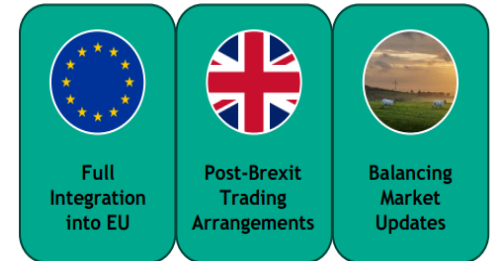 Full
Integration
into EU
Post-Brexit
Trading
Arrangements
Balancing
Market
Updates